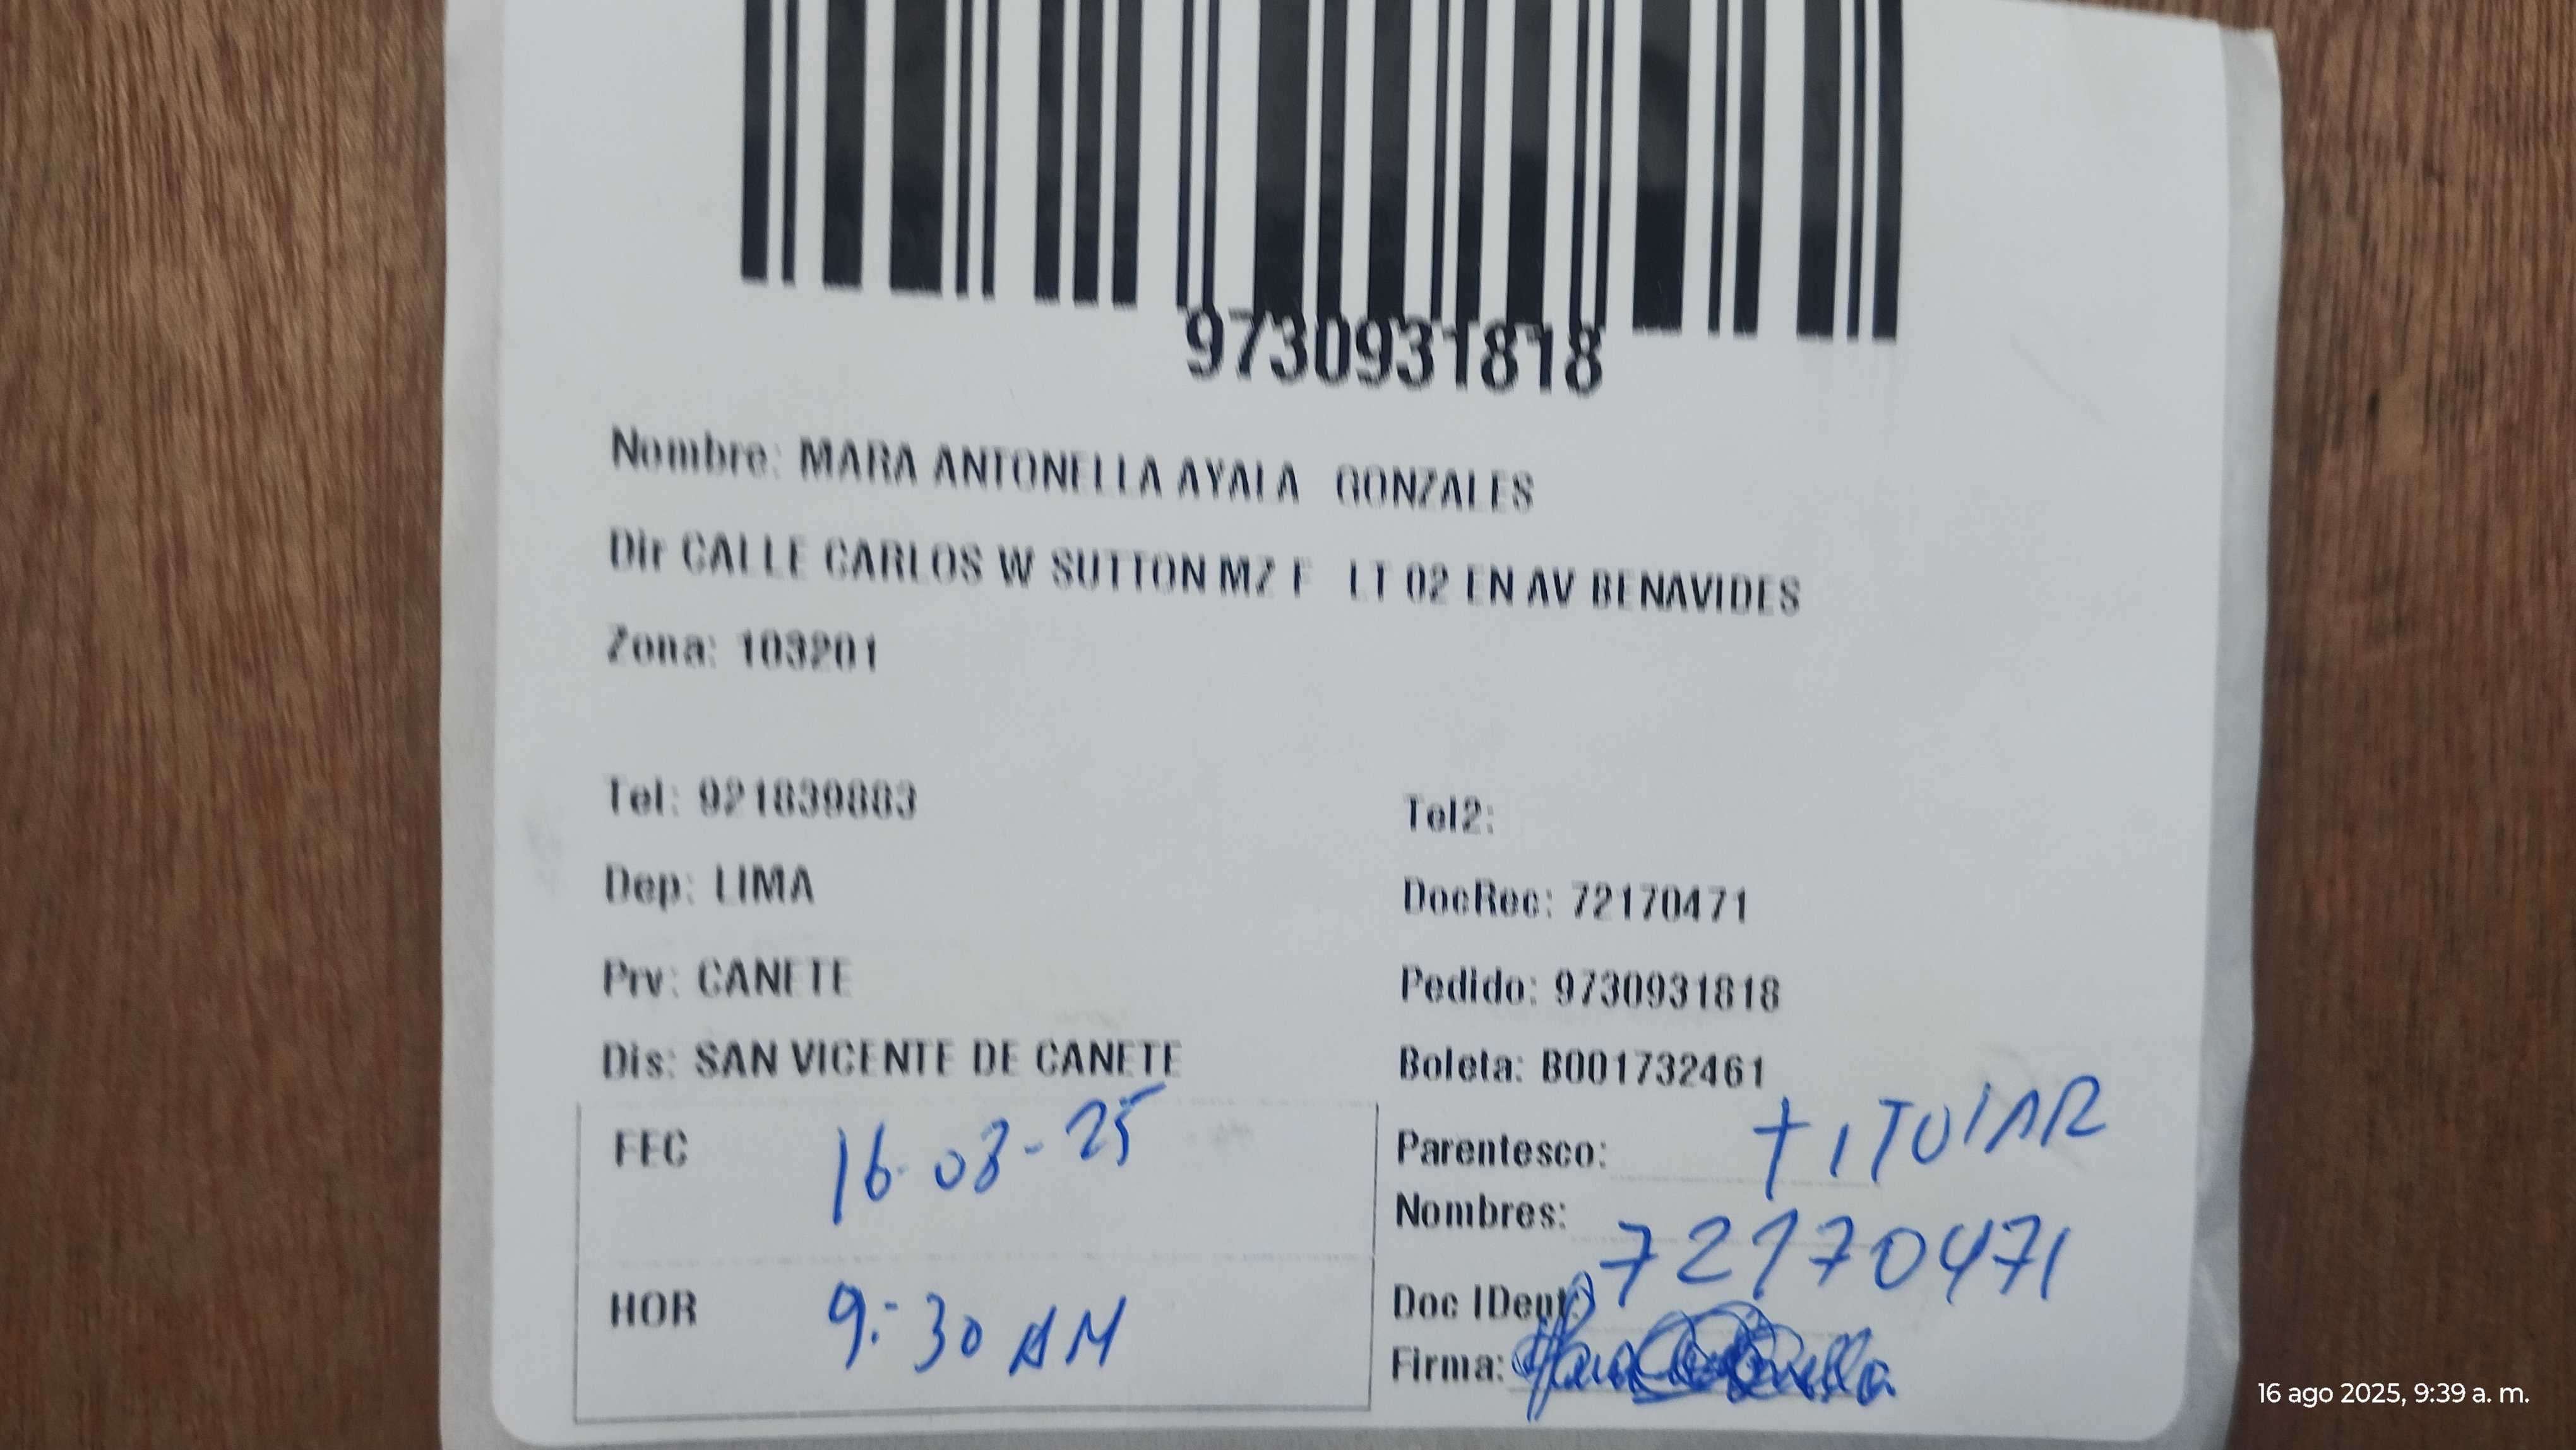 9730931818
Nombre: MARA ANTONELLA AYALA GONZALES
Dir CALLE CARLOS W SUTTON MZ F LT 02 EN AV BENAVIDES
Zona: 103201
Tel: 921839883
Tel2:
Dep: LIMA
DocRec: 72170471
Prv: CANETE
Pedido: 9730931818
Dis: SAN VICENTE DE CANETE
Boleta: B001732461
FEC 16-08-25
Parentesco: TITULAR
Nombres:
72170471
HOR 9:30 AM
Doc IDent:
Firma:
16 ago 2025, 9:39 a. m.